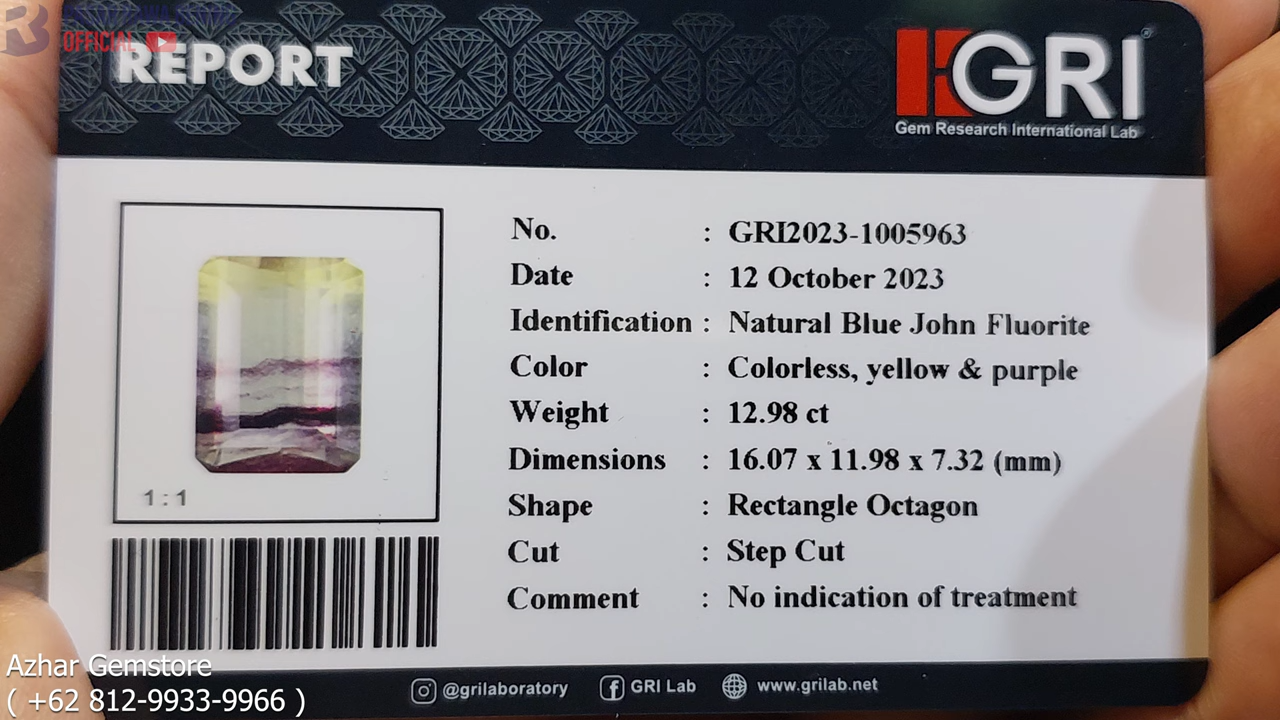 OFFICIAL
REPORT
GRI
Gem Research International Lab
No. : GRI2023-1005963
Date : 12 October 2023
Identification : Natural Blue John Fluorite
Color : Colorless, yellow & purple
Weight : 12.98 ct
Dimensions : 16.07 x 11.98 x 7.32 (mm)
Shape : Rectangle Octagon
Cut : Step Cut
Comment : No indication of treatment
1:1
@grilaboratory
GRI Lab
www.grilab.net
Azhar Gemstore
( +62 812-9933-9966 )